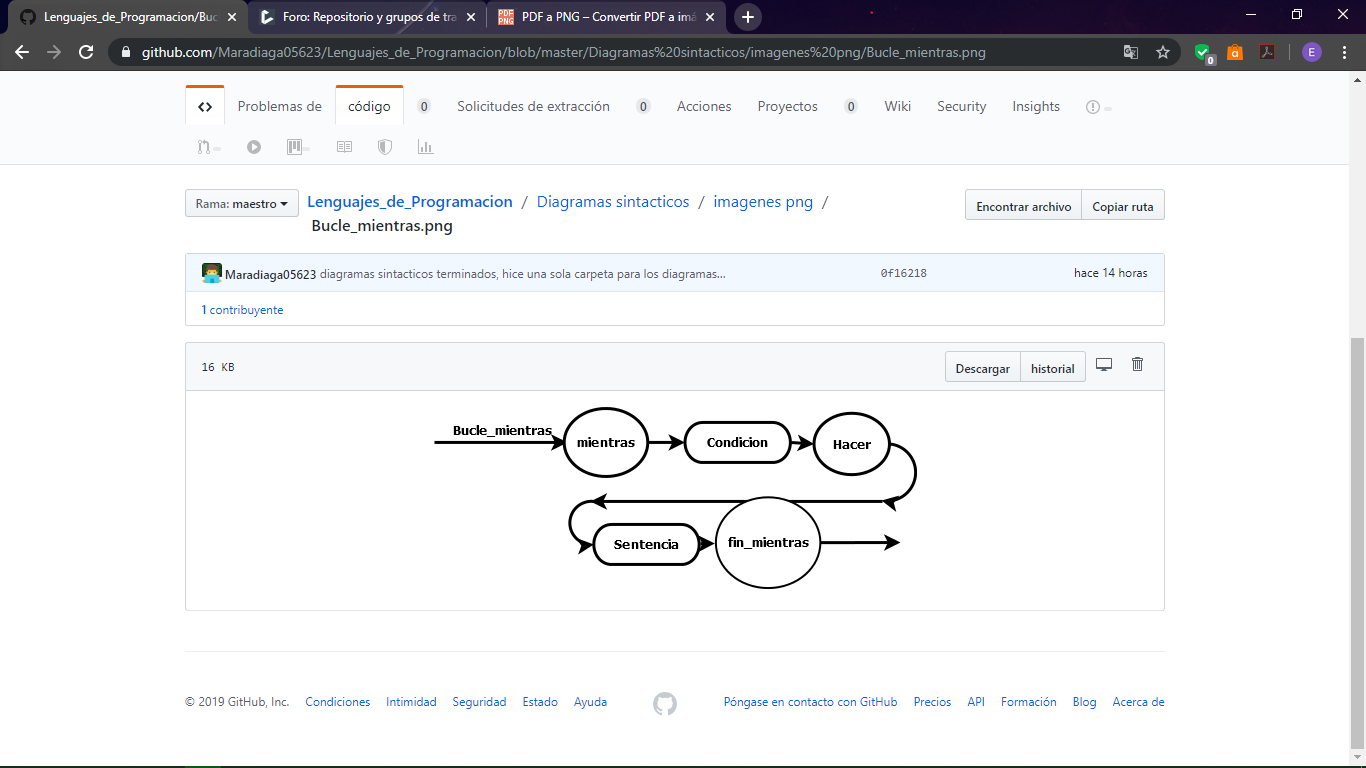 Lenguajes_de_Programacion/Buc
Foro: Repositorio y grupos de tra
PDF a PNG – Convertir PDF a imá
github.com/Maradiaga05623/Lenguajes_de_Programacion/blob/master/Diagramas%20sintacticos/imagenes%20png/Bucle_mientras.png
Problemas de código 0 Solicitudes de extracción 0 Acciones Proyectos 0 Wiki Security Insights
Rama: maestro Lenguajes_de_Programacion / Diagramas sintacticos / imagenes png / Encontrar archivo Copiar ruta
Bucle_mientras.png
Maradiaga05623 diagramas sintacticos terminados, hice una sola carpeta para los diagramas... 0f16218 hace 14 horas
1 contribuyente
16 KB Descargar historial
Bucle_mientras mientras Condicion Hacer
Sentencia fin_mientras
© 2019 GitHub, Inc. Condiciones Intimidad Seguridad Estado Ayuda Póngase en contacto con GitHub Precios API Formación Blog Acerca de